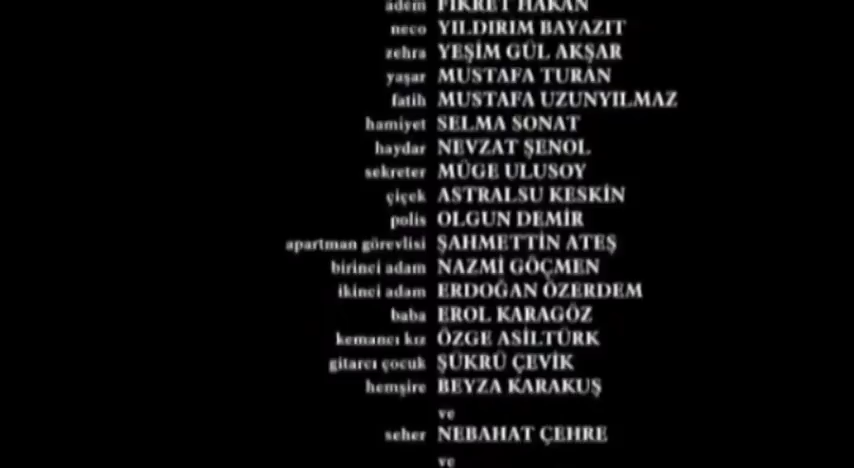 adem FİKRET HAKAN
neco YILDIRIM BAYAZIT
zehra YEŞİM GÜL AKŞAR
yaşar MUSTAFA TURAN
fatih MUSTAFA UZUNYILMAZ
hamiyet SELMA SONAT
haydar NEVZAT ŞENOL
sekreter MÜGE ULUSOY
çiçek ASTRALSU KESKİN
polis OLGUN DEMİR
apartman görevlisi ŞAHMETTİN ATEŞ
birinci adam NAZMİ GÖÇMEN
ikinci adam ERDOĞAN ÖZERDEM
baba EROL KARAGÖZ
kemancı kız ÖZGE ASİLTÜRK
gitarcı çocuk ŞÜKRÜ ÇEVİK
hemşire BEYZA KARAKUŞ
ve
seher NEBAHAT ÇEHRE
ve